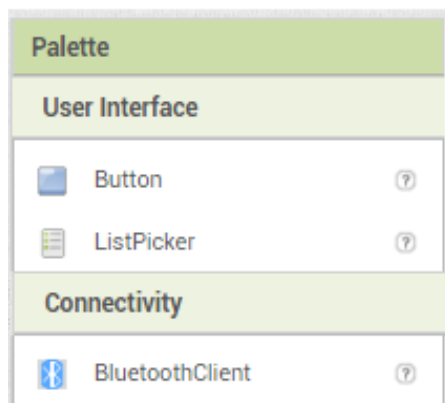 Palette
User Interface
Button ?
ListPicker ?
Connectivity
BluetoothClient ?